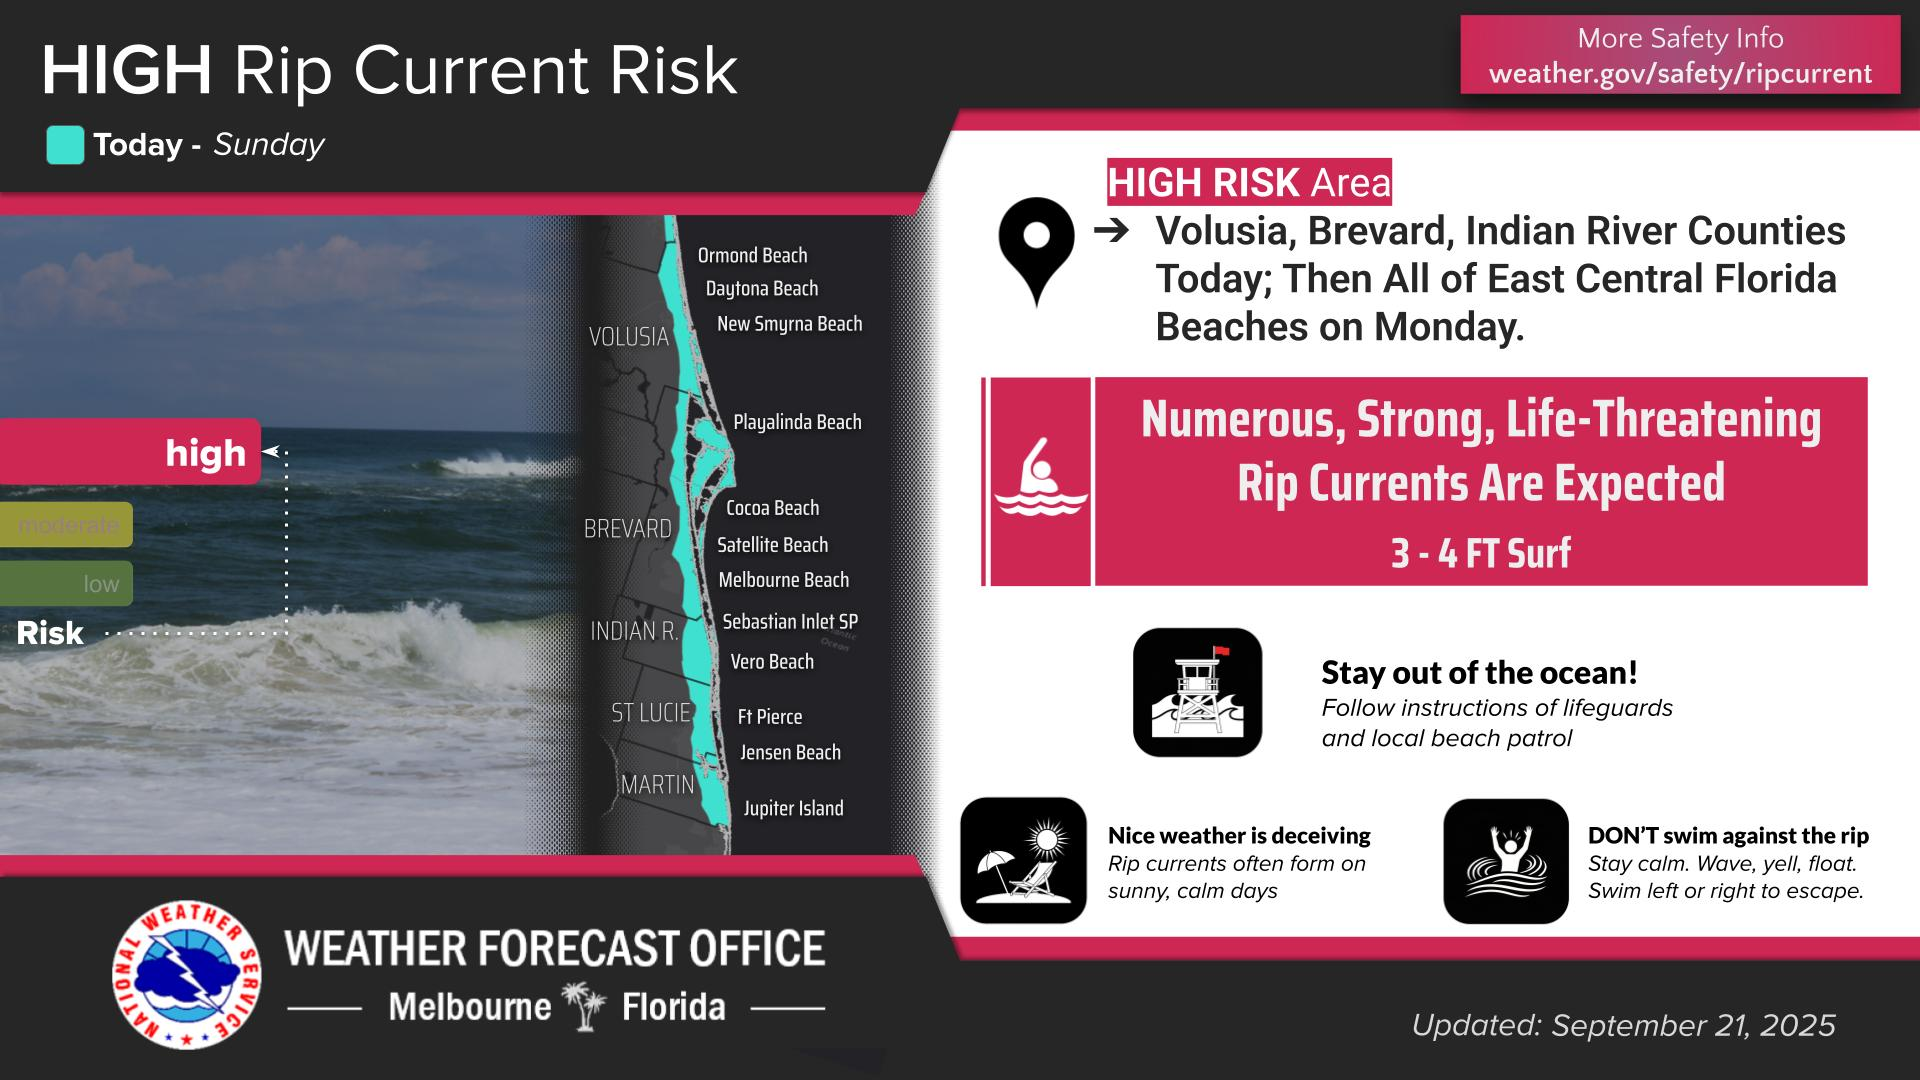 HIGH Rip Current Risk
Today - Sunday
More Safety Info
weather.gov/safety/ripcurrent
high
moderate
low
Risk
VOLUSIA
BREVARD
INDIAN R.
ST LUCIE
MARTIN
Ormond Beach
Daytona Beach
New Smyrna Beach
Playalinda Beach
Cocoa Beach
Satellite Beach
Melbourne Beach
Sebastian Inlet SP
Ocean
Vero Beach
Ft Pierce
Jensen Beach
Jupiter Island
HIGH RISK Area
➔ Volusia, Brevard, Indian River Counties
Today; Then All of East Central Florida
Beaches on Monday.
Numerous, Strong, Life-Threatening
Rip Currents Are Expected
3 - 4 FT Surf
Stay out of the ocean!
Follow instructions of lifeguards
and local beach patrol
Nice weather is deceiving
Rip currents often form on
sunny, calm days
DON'T swim against the rip
Stay calm. Wave, yell, float.
Swim left or right to escape.
NATIONAL WEATHER SERVICE
WEATHER FORECAST OFFICE
Melbourne Florida
Updated: September 21, 2025